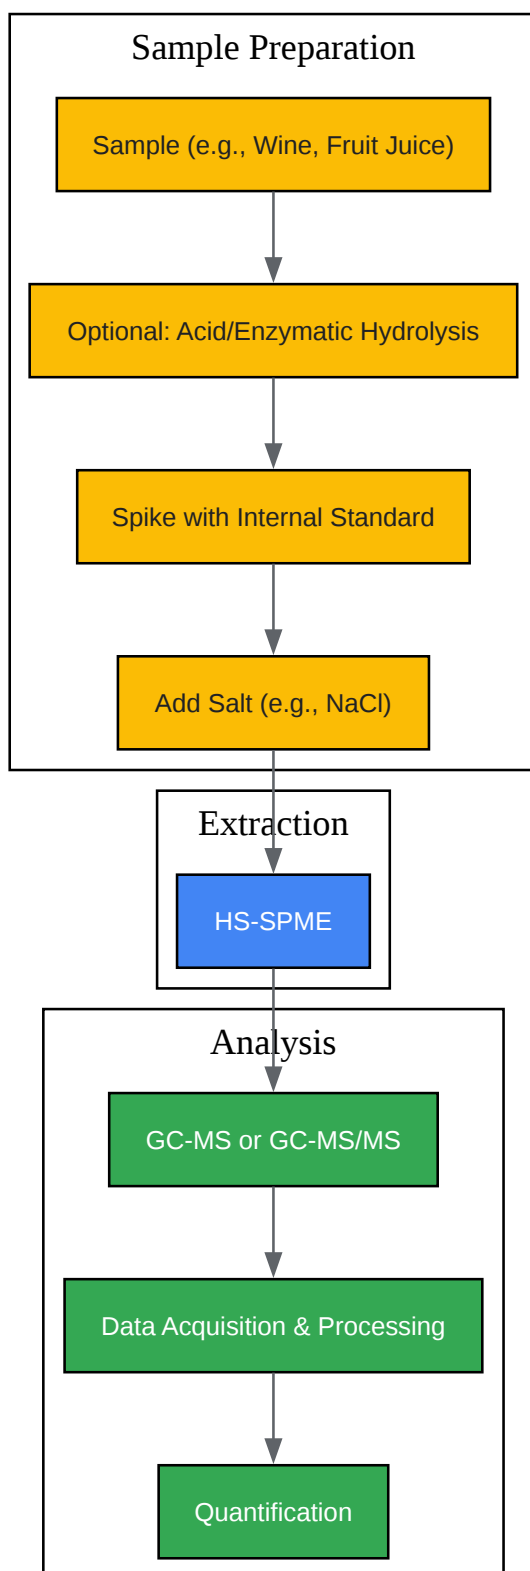 Sample Preparation
Sample (e.g., Wine, Fruit Juice)
Optional: Acid/Enzymatic Hydrolysis
Spike with Internal Standard
Add Salt (e.g., NaCl)
Extraction
HS-SPME
Analysis
GC-MS or GC-MS/MS
Data Acquisition & Processing
Quantification